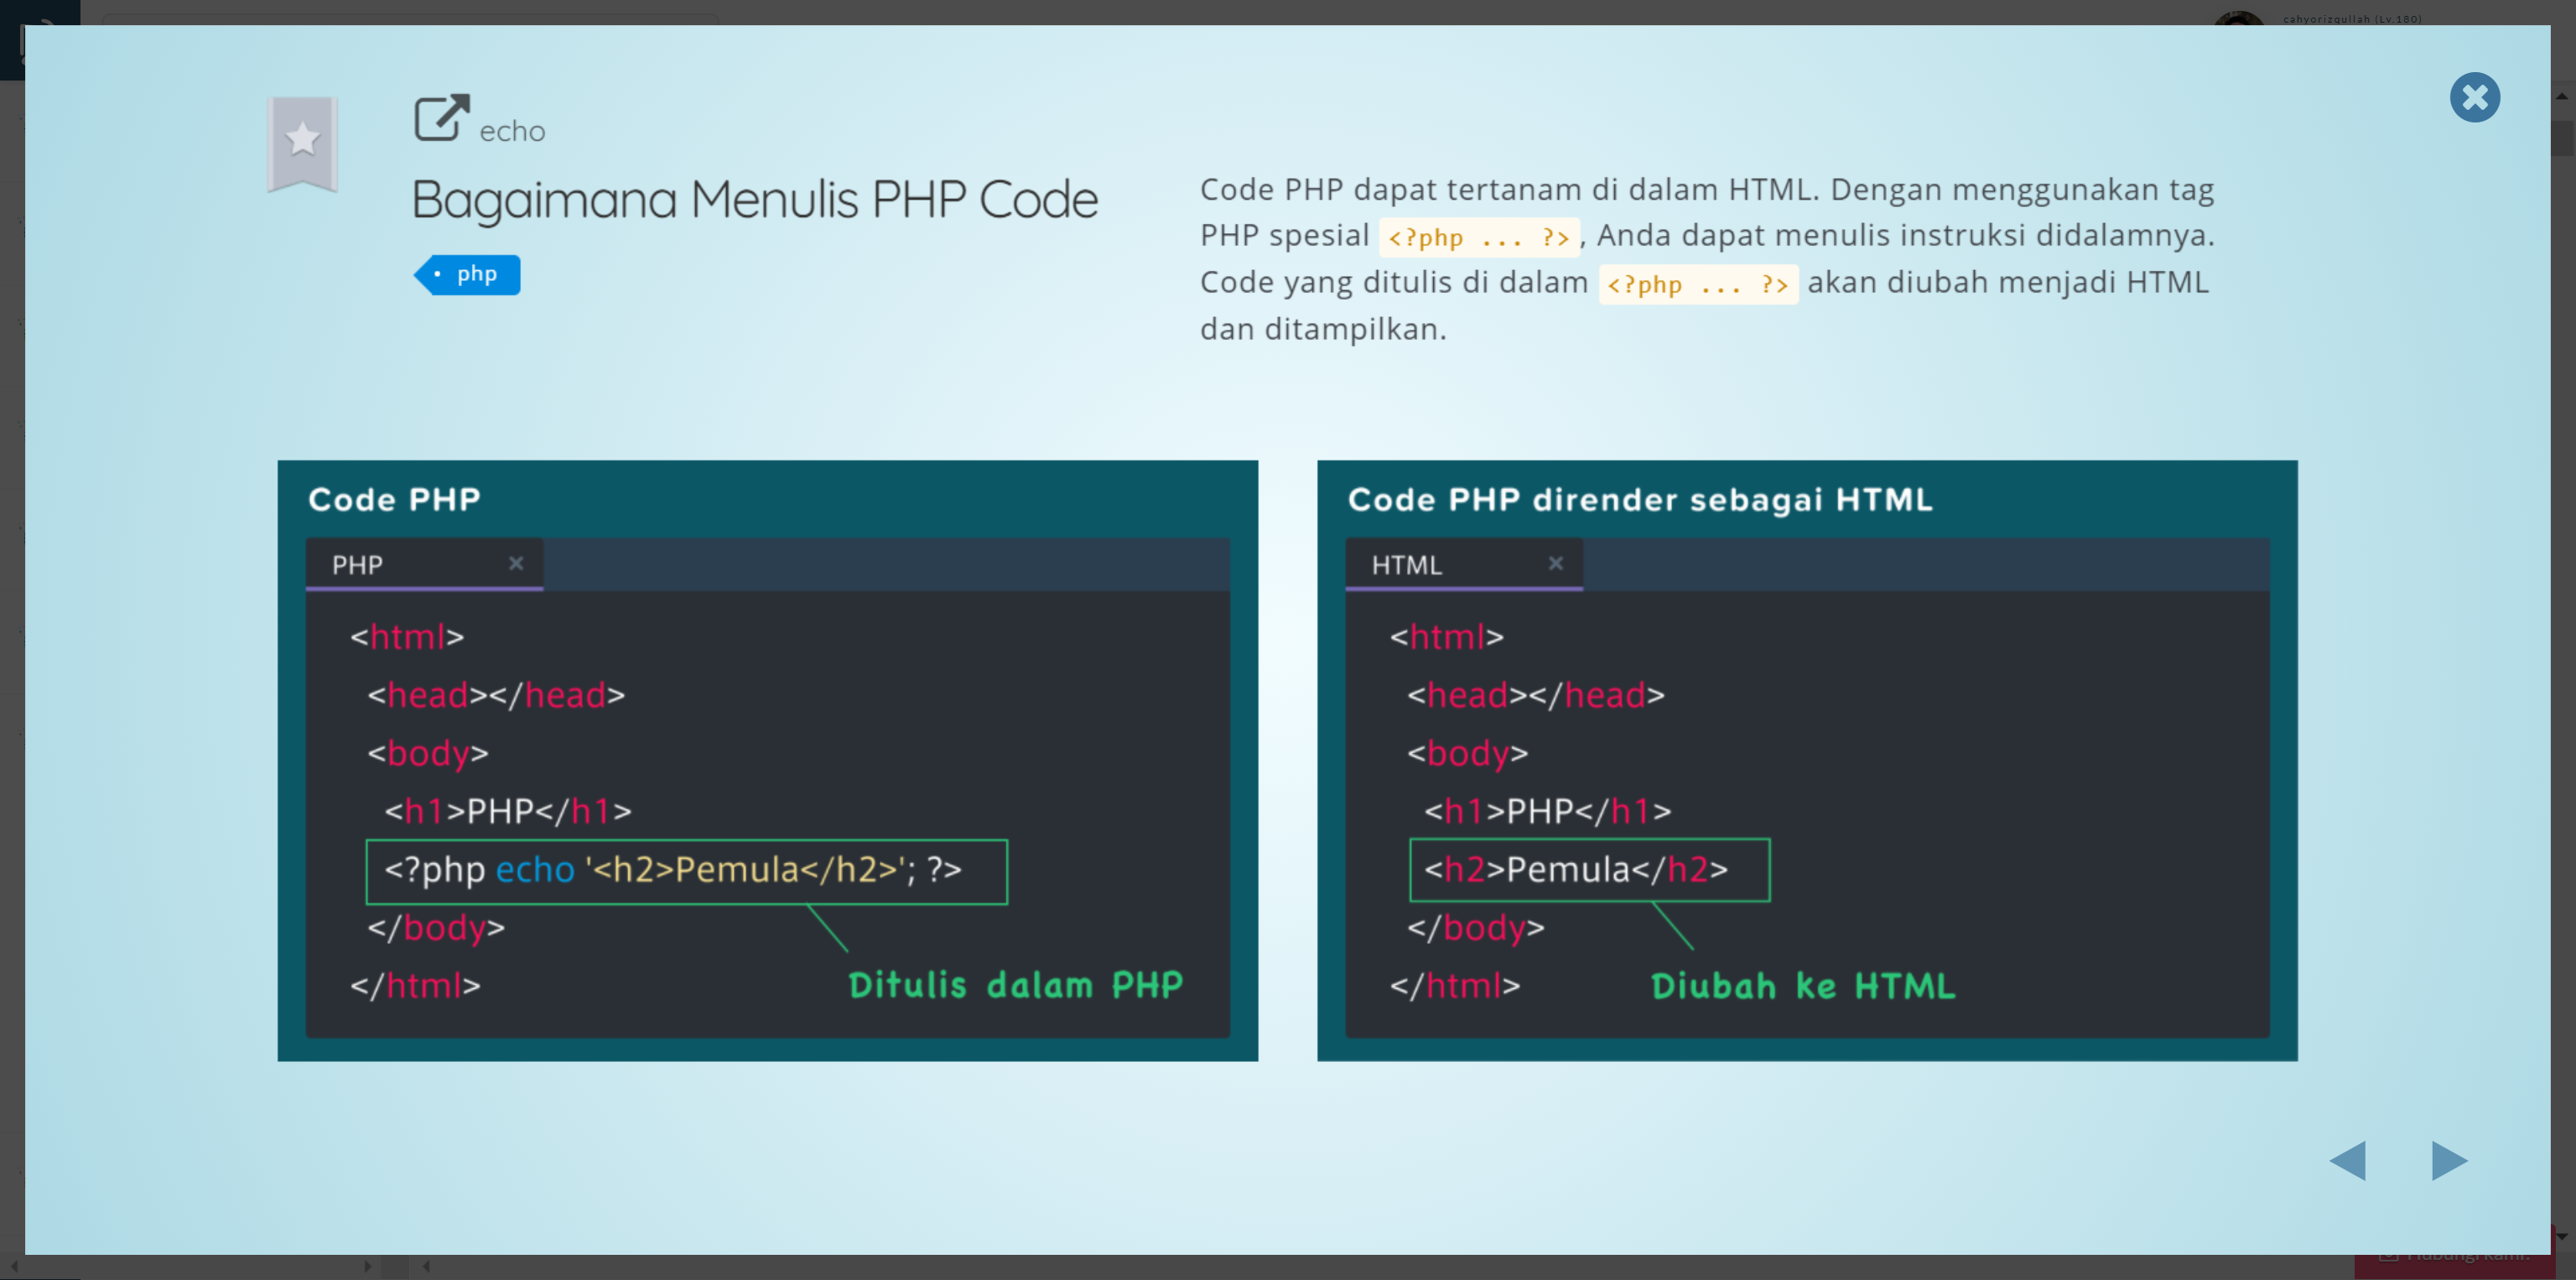 cahyorizqullah (Lv.180)
echo
Bagaimana Menulis PHP Code
php
Code PHP dapat tertanam di dalam HTML. Dengan menggunakan tag
PHP spesial <?php ... ?>, Anda dapat menulis instruksi didalamnya.
Code yang ditulis di dalam <?php ... ?> akan diubah menjadi HTML
dan ditampilkan.
Code PHP
PHP
<html>
<head></head>
<body>
<h1>PHP</h1>
<?php echo '<h2>Pemula</h2>'; ?>
</body>
</html>
Ditulis dalam PHP
Code PHP dirender sebagai HTML
HTML
<html>
<head></head>
<body>
<h1>PHP</h1>
<h2>Pemula</h2>
</body>
</html>
Diubah ke HTML